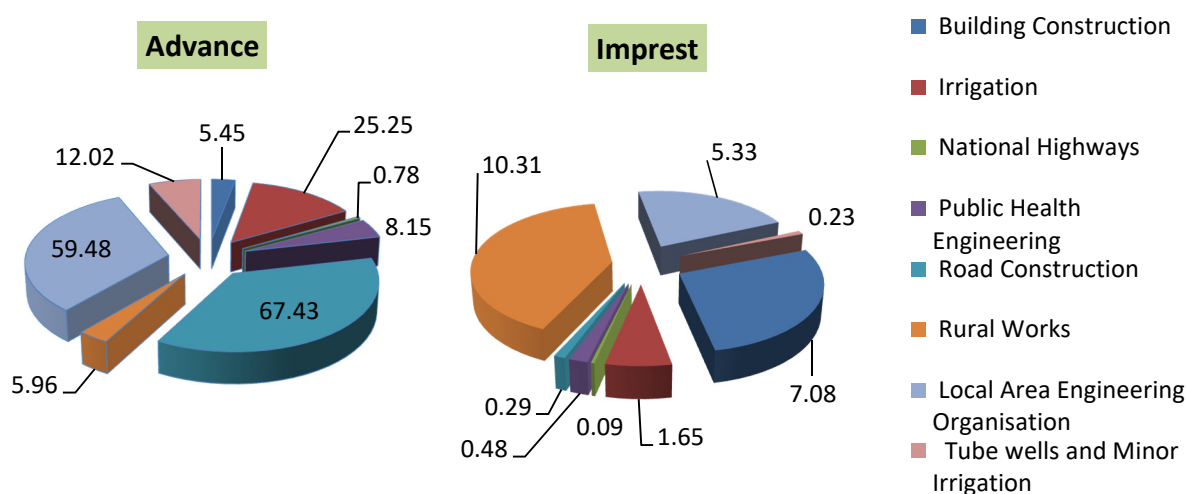 Advance
5.45
25.25
0.78
8.15
67.43
5.96
59.48
12.02
Imprest
5.33
0.23
7.08
1.65
0.09
0.48
0.29
10.31
Building Construction
Irrigation
National Highways
Public Health
Engineering
Road Construction
Rural Works
Local Area Engineering
Organisation
Tube wells and Minor
Irrigation